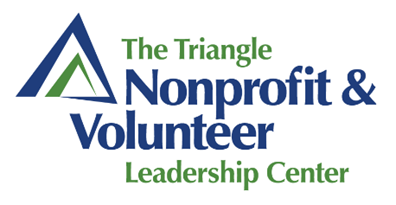 The Triangle
Nonprofit &
Volunteer
Leadership Center